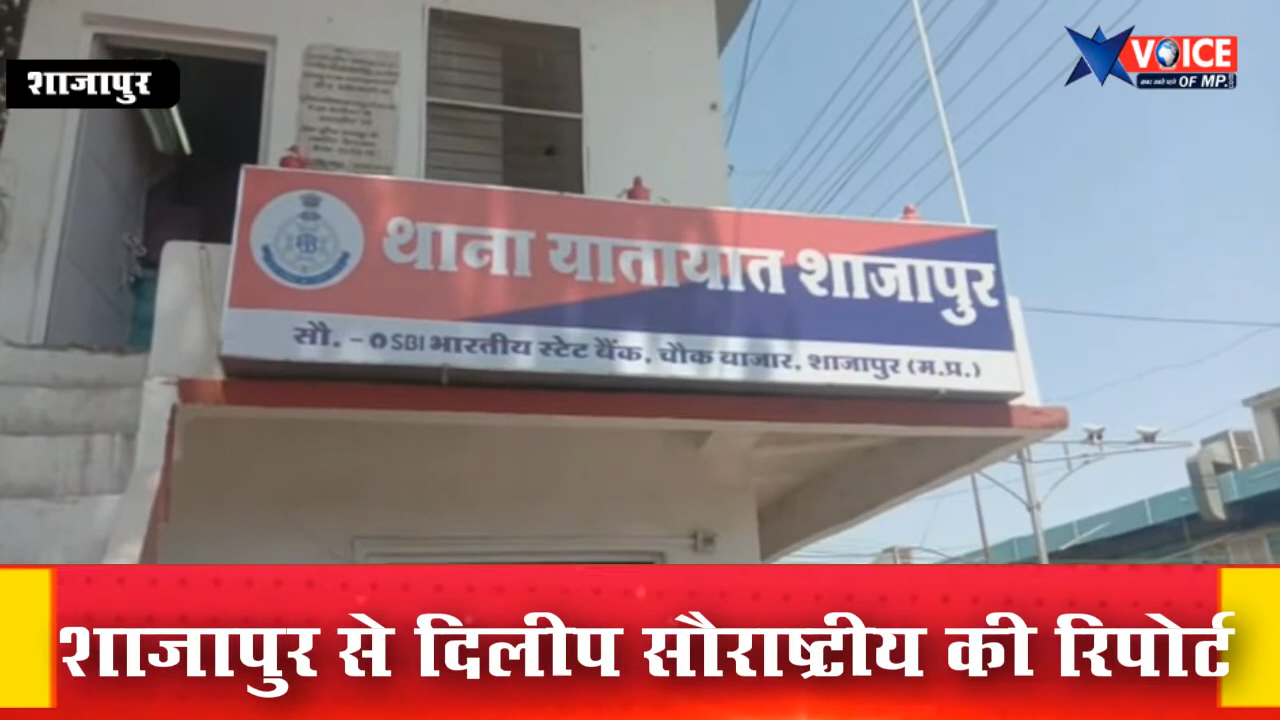 शाजापुर
VOICE
OF MP.
थाना यातायात शाजापुर
सौ. - SBI भारतीय स्टेट बैंक, चौक बाजार, शाजापुर (म.प्र.)
शाजापुर से दिलीप सौराष्ट्रीय की रिपोर्ट